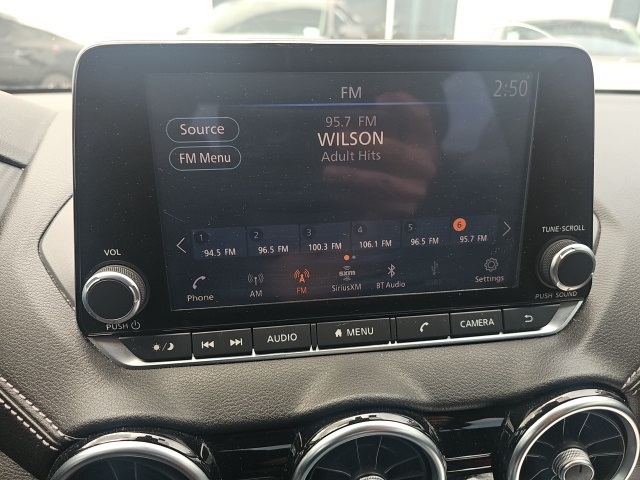 FM
2:50
Source
95.7 FM
WILSON
FM Menu
Adult Hits
1 2 3 4 5 6
94.5 FM 96.5 FM 100.3 FM 106.1 FM 96.5 FM 95.7 FM
Phone AM FM SiriusXM BT Audio Settings
sxm
VOL
PUSH
TUNE·SCROLL
PUSH SOUND
AUDIO MENU CAMERA